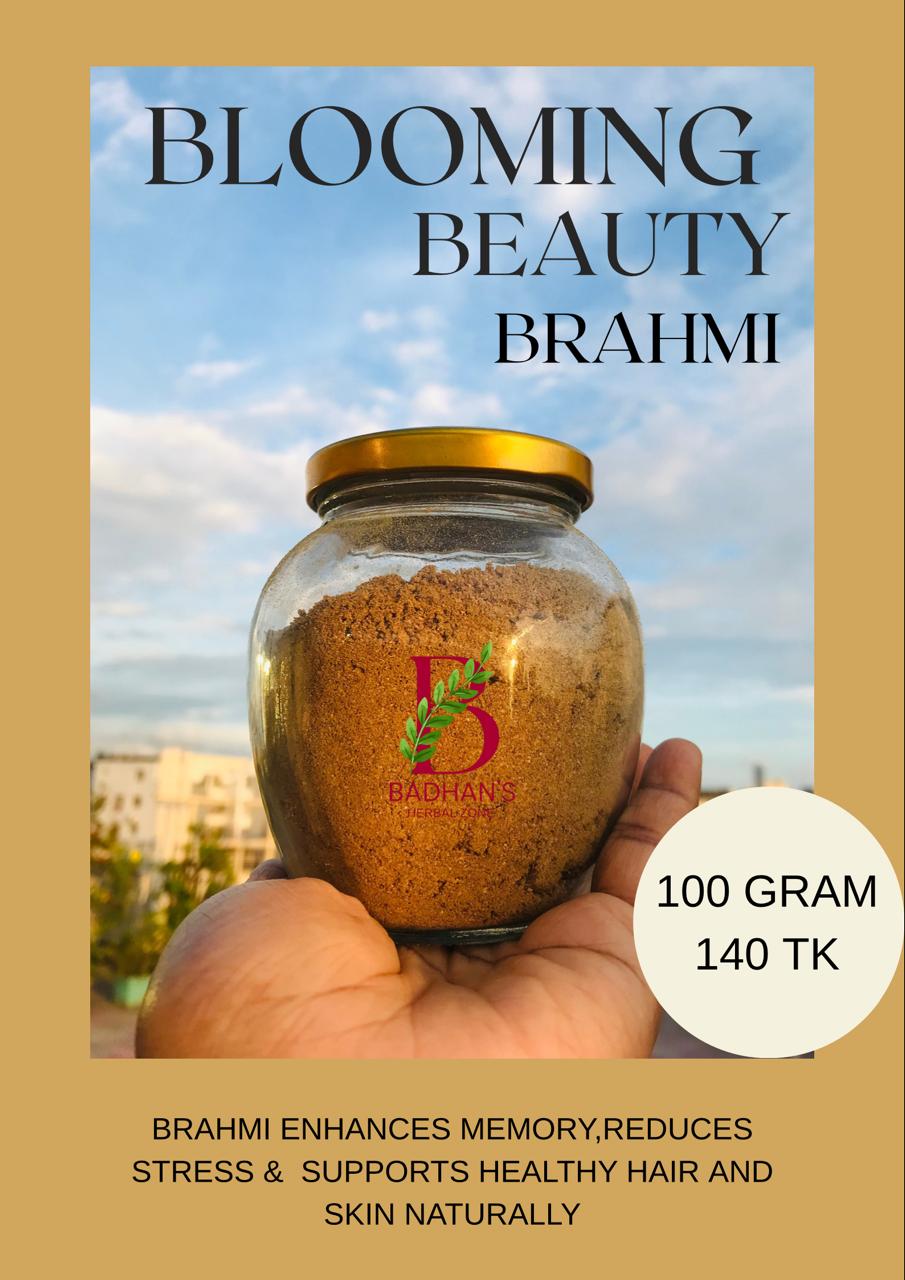 BLOOMING
BEAUTY
BRAHMI
B
BADHAN'S
HERBAL ZONE
100 GRAM
140 TK
BRAHMI ENHANCES MEMORY,REDUCES
STRESS &  SUPPORTS HEALTHY HAIR AND
SKIN NATURALLY